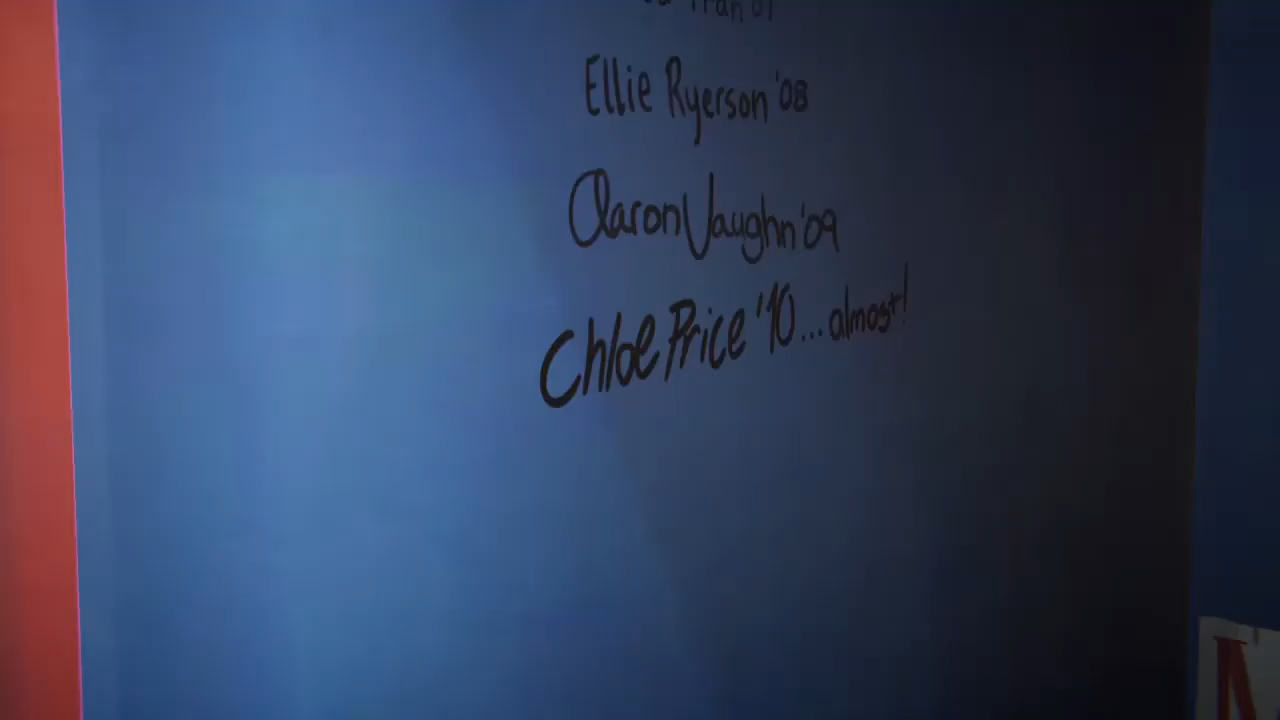 Ellie Ryerson '08
Aaron Vaughn '09
Chloe Price '10...almost!
N